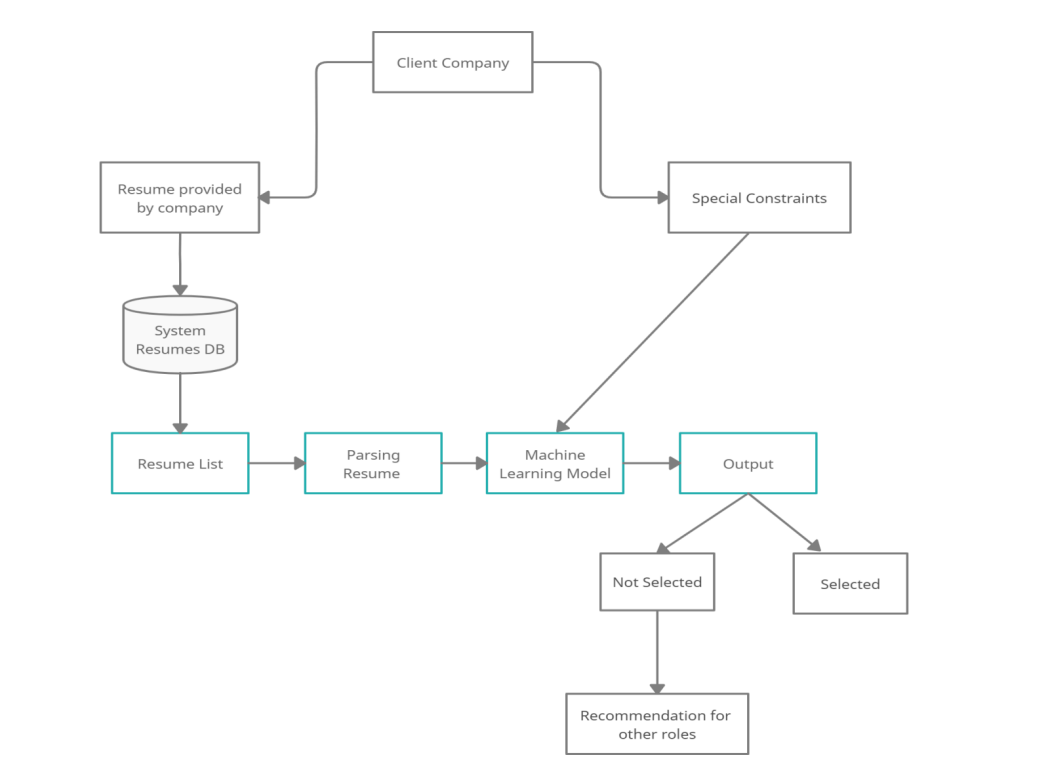 Client Company
Resume provided
by company
Special Constraints
System
Resumes DB
Resume List
Parsing
Resume
Machine
Learning Model
Output
Not Selected
Selected
Recommendation for
other roles